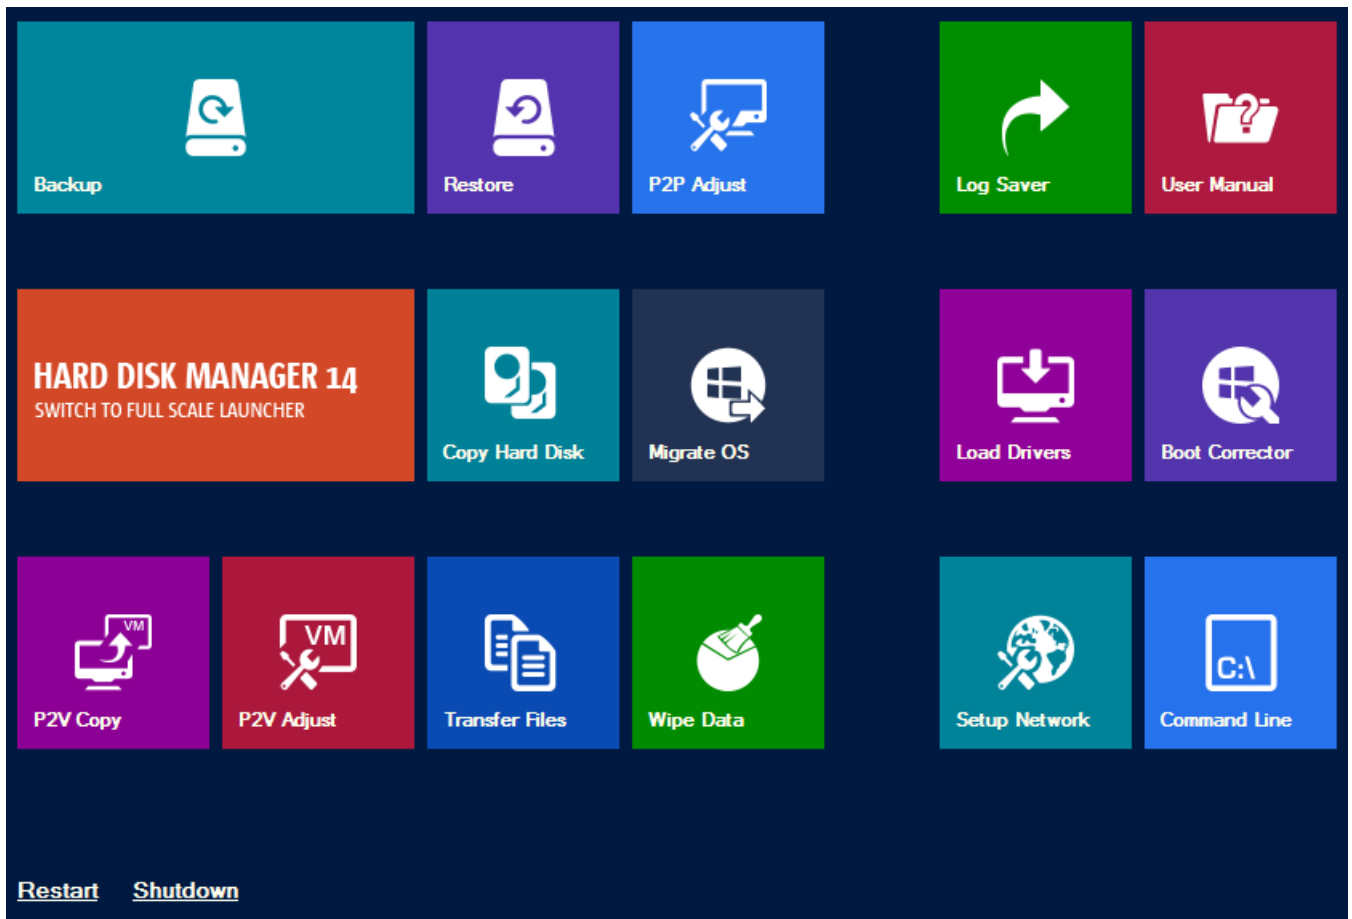 Backup
Restore
P2P Adjust
Log Saver
User Manual
HARD DISK MANAGER 14
SWITCH TO FULL SCALE LAUNCHER
Copy Hard Disk
Migrate OS
Load Drivers
Boot Corrector
VM
P2V Copy
VM
P2V Adjust
Transfer Files
Wipe Data
Setup Network
C:\
Command Line
Restart
Shutdown